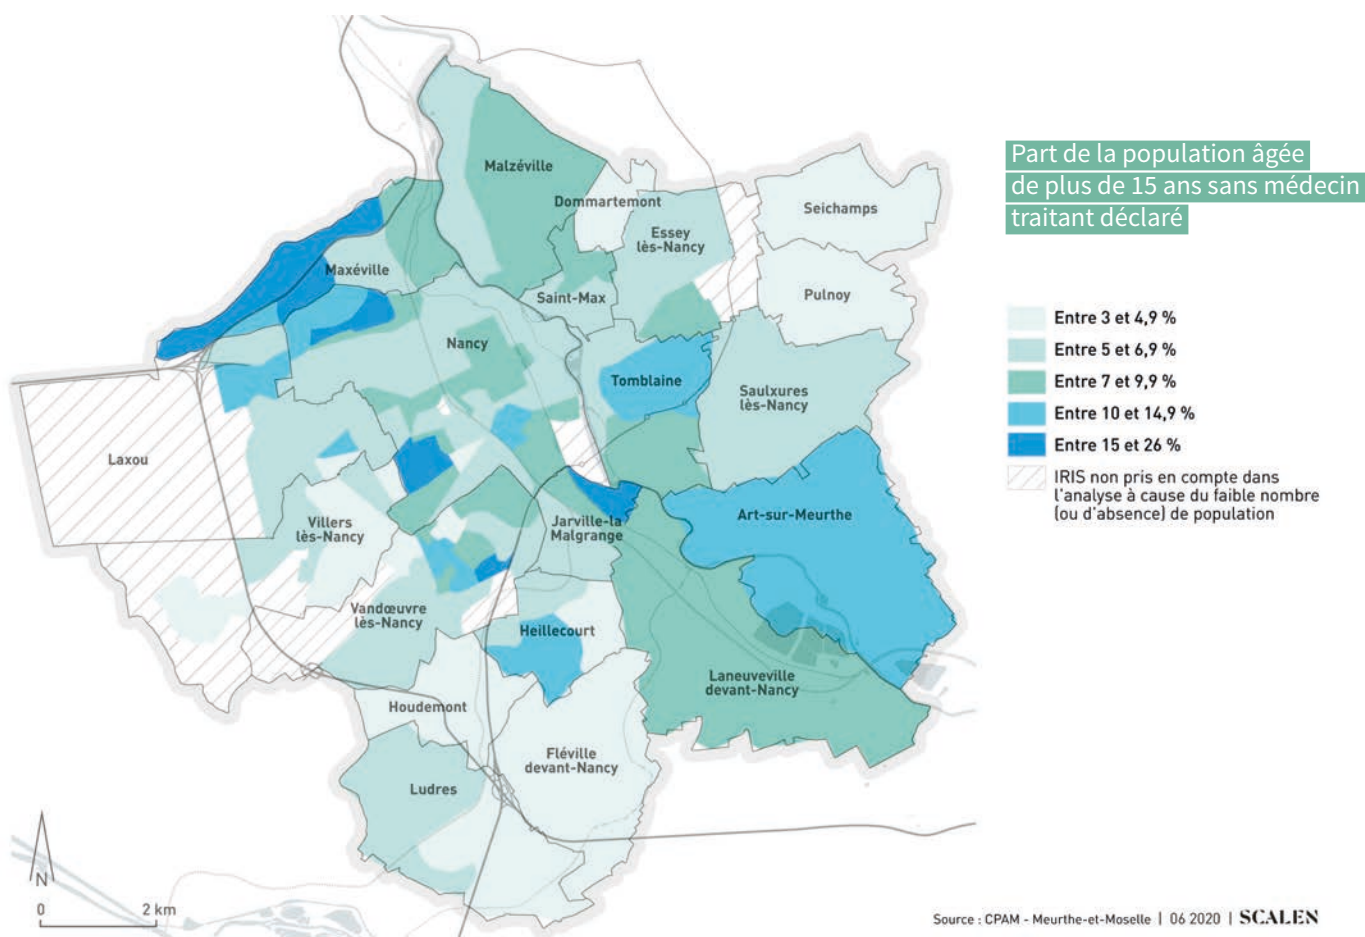 Part de la population âgée
de plus de 15 ans sans médecin
traitant déclaré
Entre 3 et 4,9 %
Entre 5 et 6,9 %
Entre 7 et 9,9 %
Entre 10 et 14,9 %
Entre 15 et 26 %
IRIS non pris en compte dans
l'analyse à cause du faible nombre
(ou d'absence) de population
Malzéville
Dommartemont
Seichamps
Essey
lès-Nancy
Maxéville
Saint-Max
Pulnoy
Nancy
Tomblaine
Saulxures
lès-Nancy
Laxou
Villers
lès-Nancy
Jarville-la
Malgrange
Art-sur-Meurthe
Vandœuvre
lès-Nancy
Heillecourt
Laneuveville
devant-Nancy
Houdemont
Fléville
devant-Nancy
Ludres
N
0 2 km
Source : CPAM - Meurthe-et-Moselle | 06 2020 | SCALEN